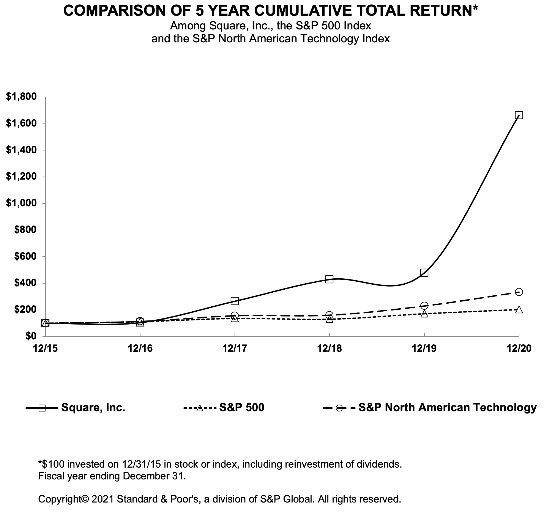 COMPARISON OF 5 YEAR CUMULATIVE TOTAL RETURN*
Among Square, Inc., the S&P 500 Index
and the S&P North American Technology Index
$1,800
$1,600
$1,400
$1,200
$1,000
$800
$600
$400
$200
$0
12/15 12/16 12/17 12/18 12/19 12/20
Square, Inc. S&P 500 S&P North American Technology
*$100 invested on 12/31/15 in stock or index, including reinvestment of dividends.
Fiscal year ending December 31.
Copyright© 2021 Standard & Poor's, a division of S&P Global. All rights reserved.